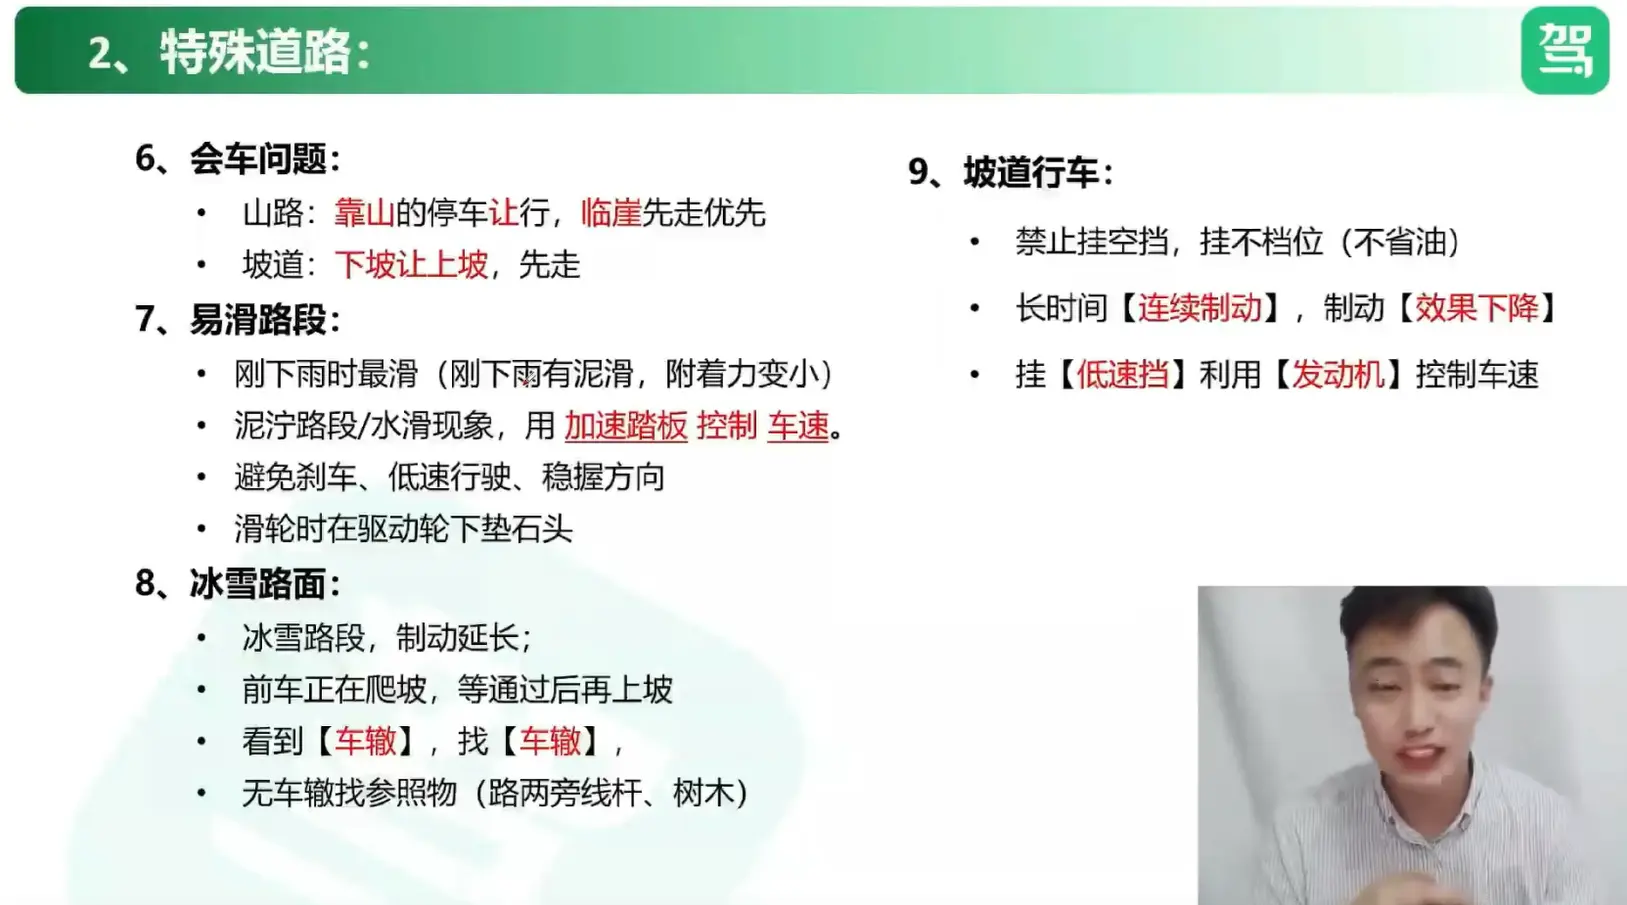 2、特殊道路：
驾
6、会车问题：
• 山路：靠山的停车让行，临崖先走优先
• 坡道：下坡让上坡，先走
7、易滑路段：
• 刚下雨时最滑（刚下雨有泥滑，附着力变小）
• 泥泞路段/水滑现象，用 加速踏板 控制 车速。
• 避免刹车、低速行驶、稳握方向
• 滑轮时在驱动轮下垫石头
8、冰雪路面：
• 冰雪路段，制动延长；
• 前车正在爬坡，等通过后再上坡
• 看到【车辙】，找【车辙】，
• 无车辙找参照物（路两旁线杆、树木）
9、坡道行车：
• 禁止挂空挡，挂不档位（不省油）
• 长时间【连续制动】，制动【效果下降】
• 挂【低速挡】利用【发动机】控制车速